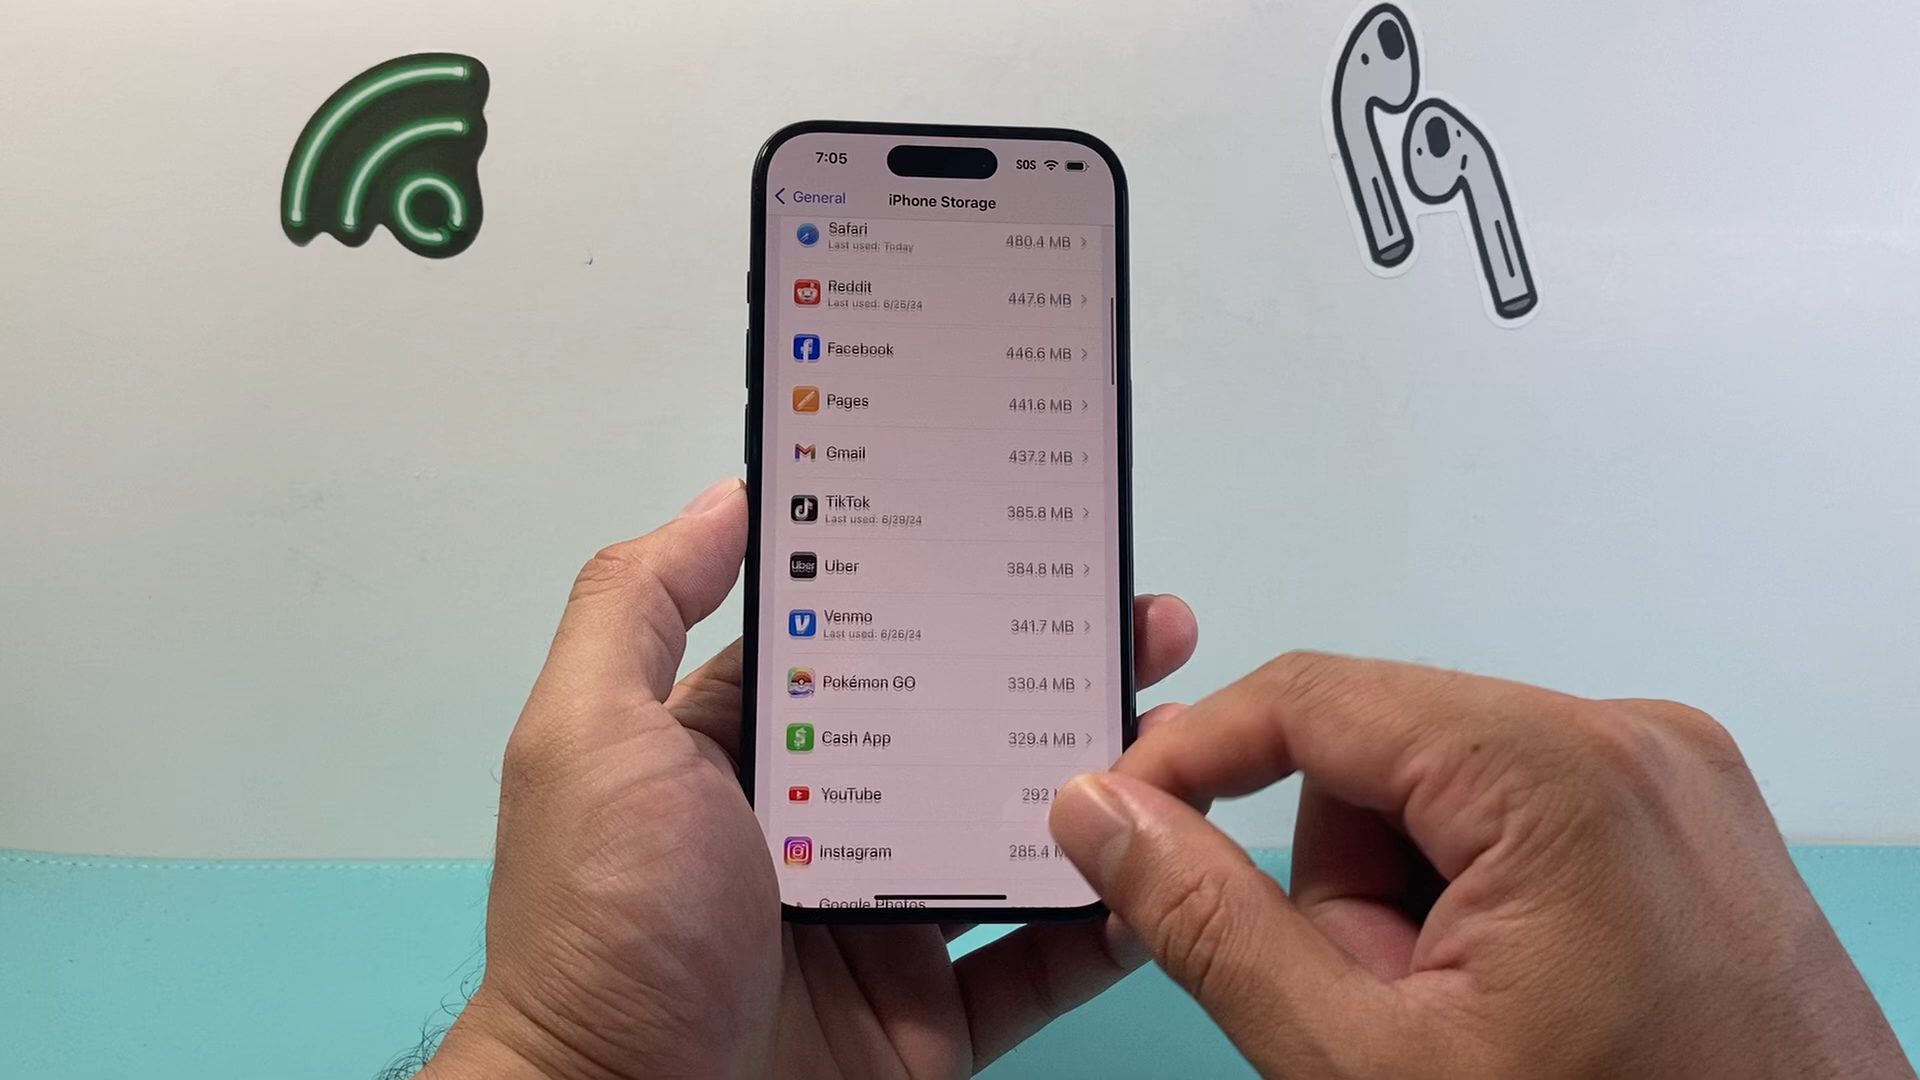 7:05
SOS
General
iPhone Storage
Safari
Last used: Today
480.4 MB
Reddit
Last used: 6/25/24
447.6 MB
Facebook
446.6 MB
Pages
441.6 MB
Gmail
437.2 MB
TikTok
Last used: 6/29/24
385.8 MB
Uber
Uber
384.8 MB
Venmo
Last used: 6/26/24
341.7 MB
Pokémon GO
330.4 MB
Cash App
329.4 MB
YouTube
292
Instagram
285.4
Google Photos